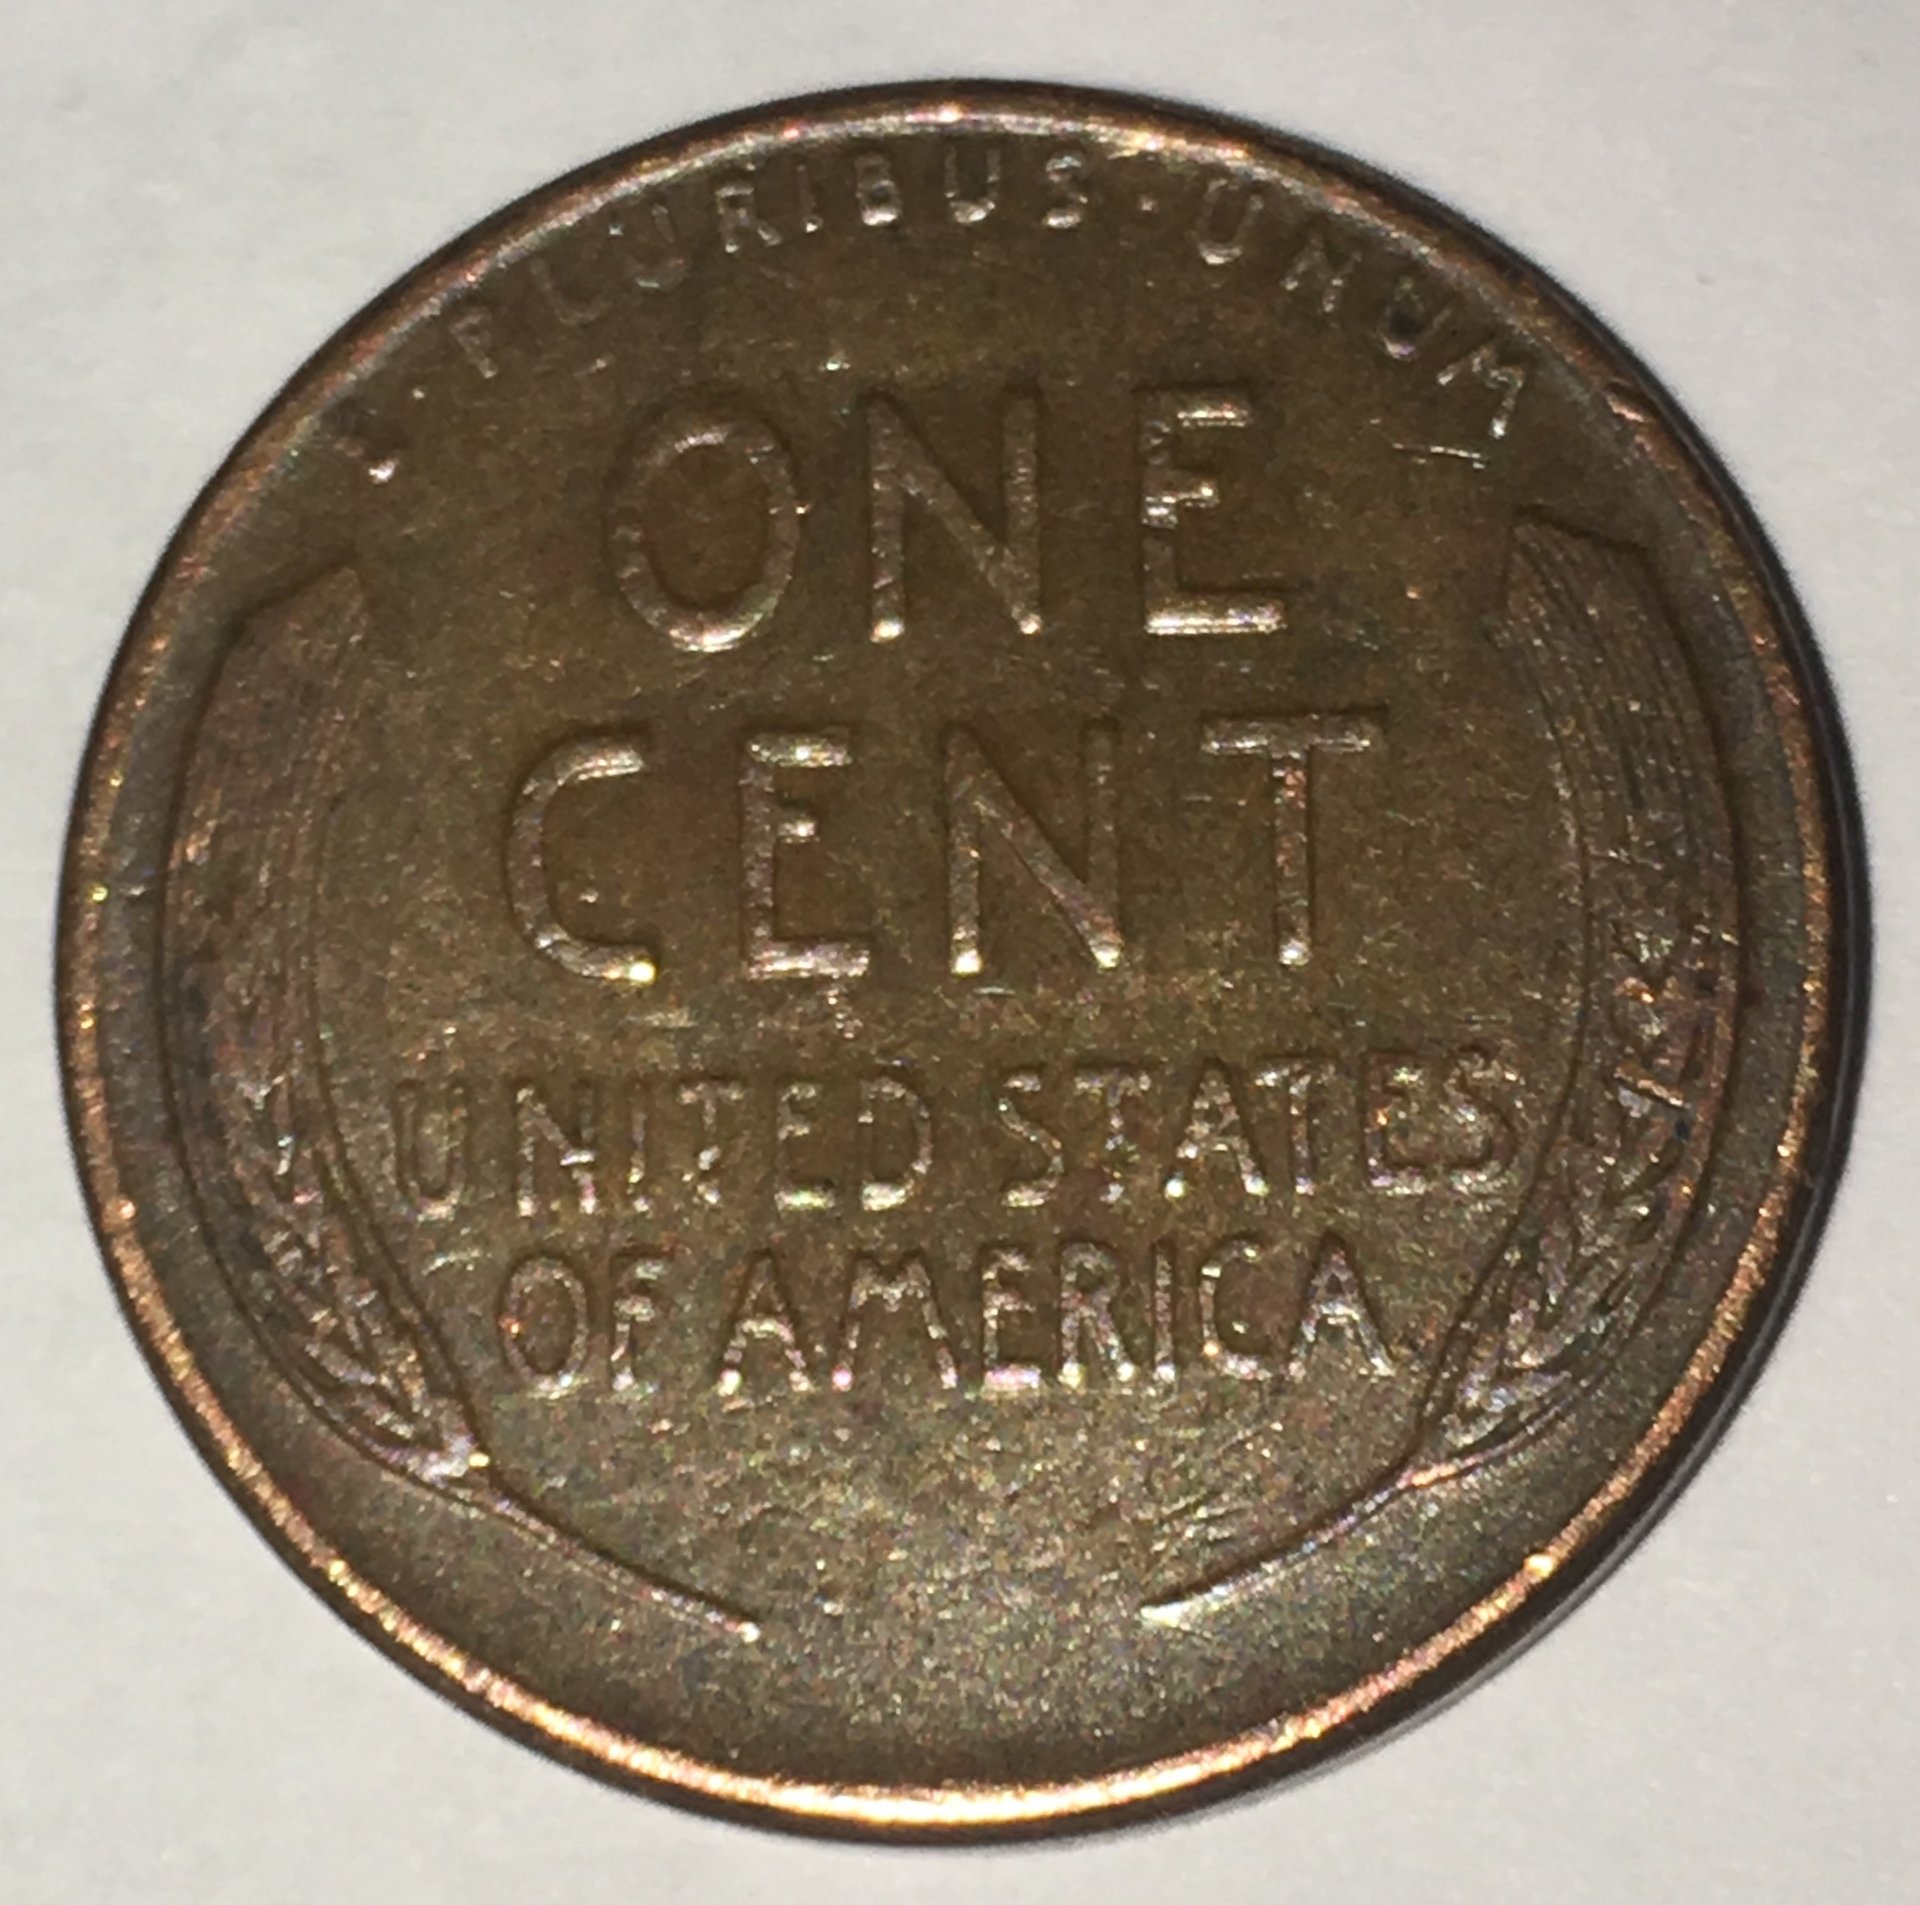 E · PLURIBUS · UNUM
ONE
CENT
UNITED STATES
OF AMERICA